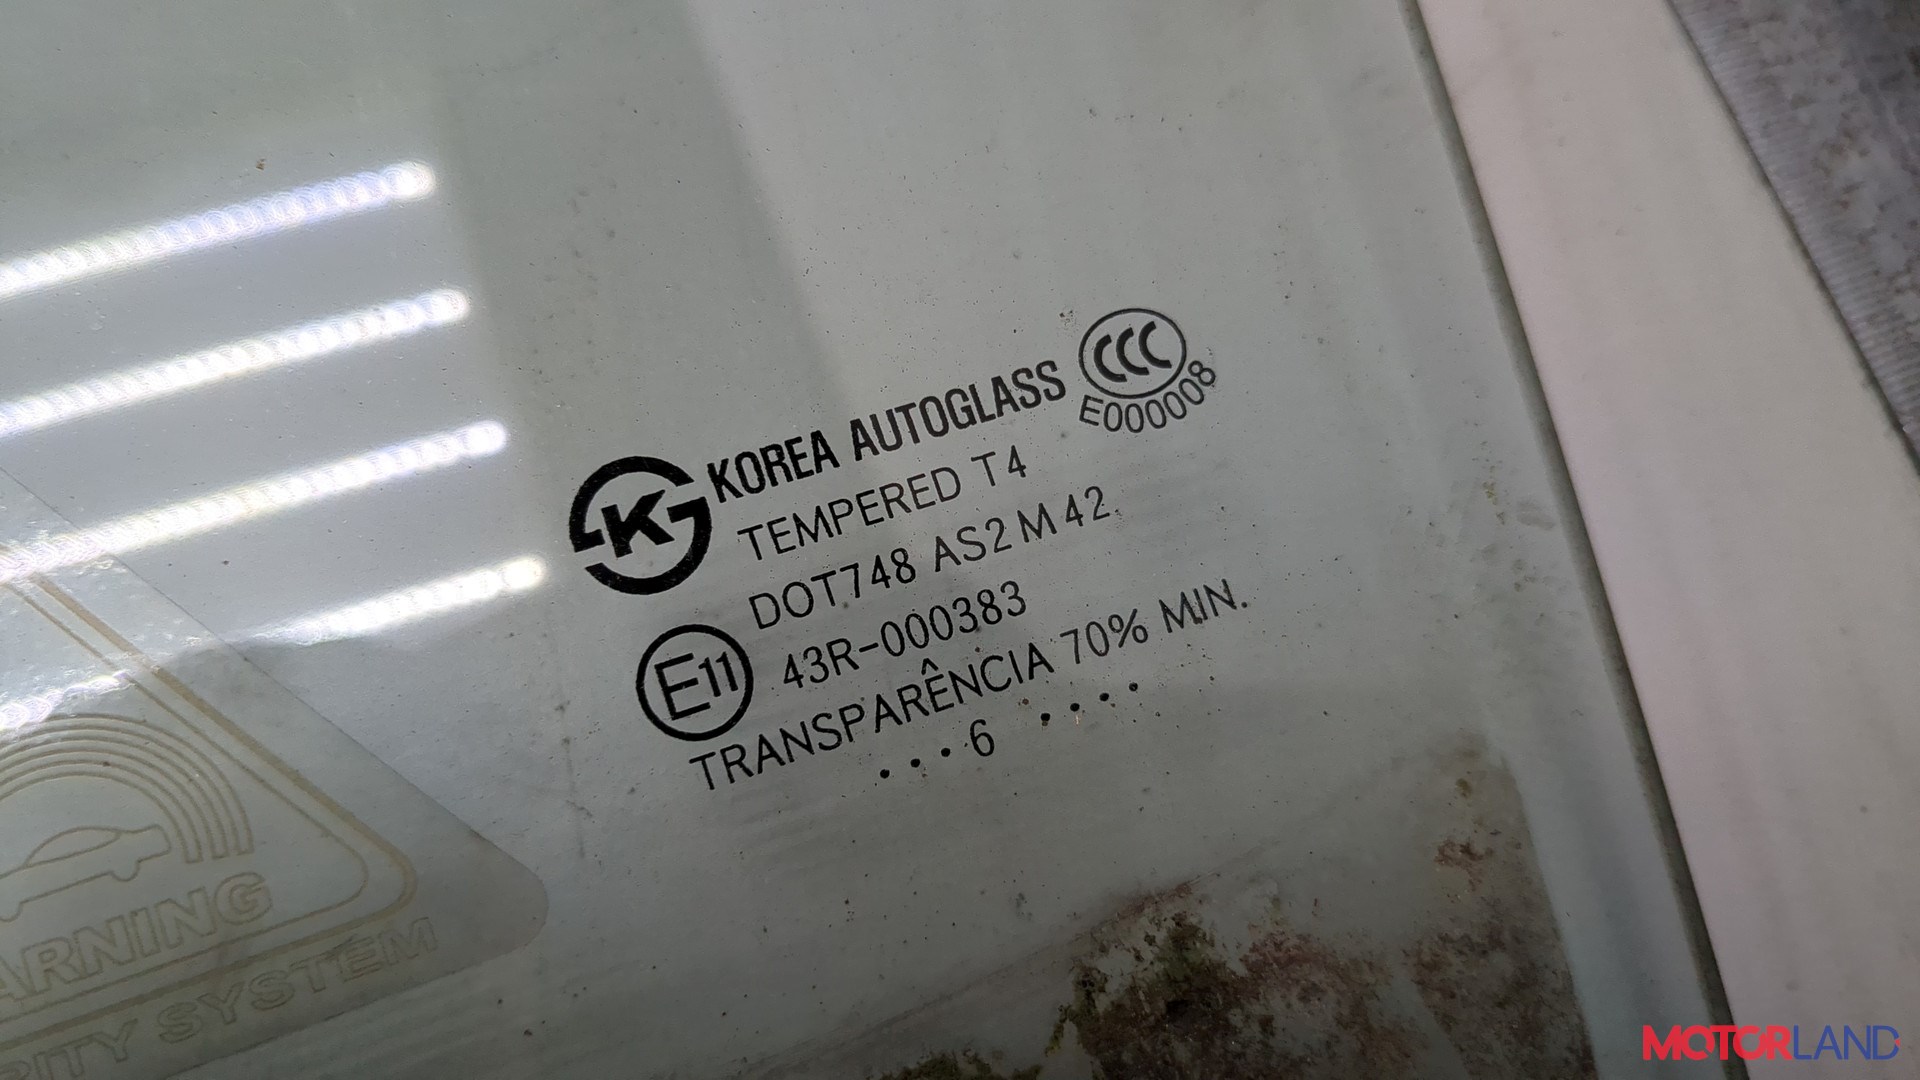 CCC
E000008
K KOREA AUTOGLASS
TEMPERED T4
DOT748 AS2 M42
E11 43R-000383
TRANSPARÊNCIA 70% MIN.
...6 ....
ARNING
RITY SYSTEM
MOTORLAND